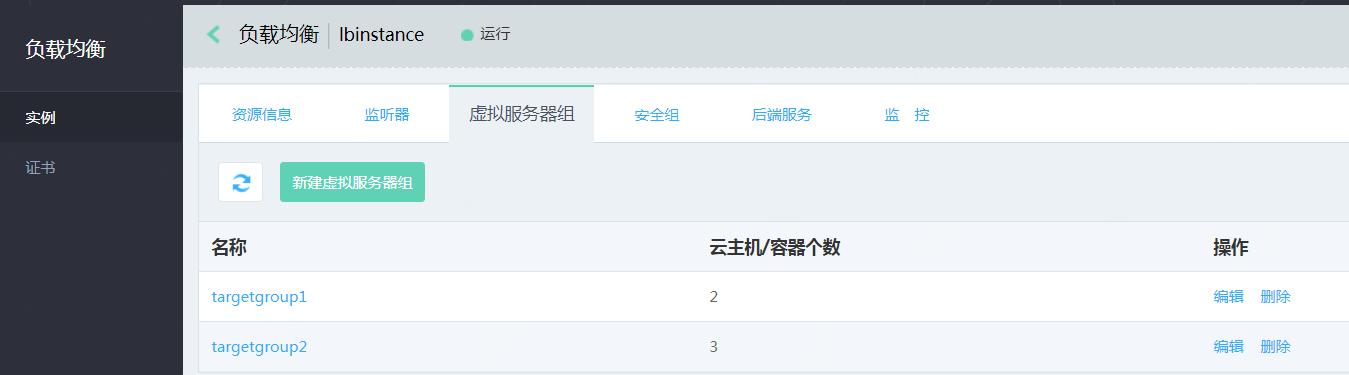 负载均衡
实例
证书
负载均衡 lbinstance 运行
资源信息 监听器 虚拟服务器组 安全组 后端服务 监 控
新建虚拟服务器组
名称 云主机/容器个数 操作
targetgroup1 2 编辑 删除
targetgroup2 3 编辑 删除